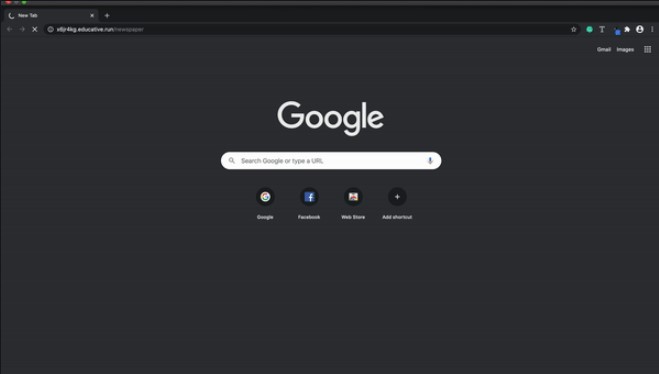 New Tab
x6jr4kg.educative.run/newspaper
Gmail Images
Google
Search Google or type a URL
Google Facebook Web Store Add shortcut